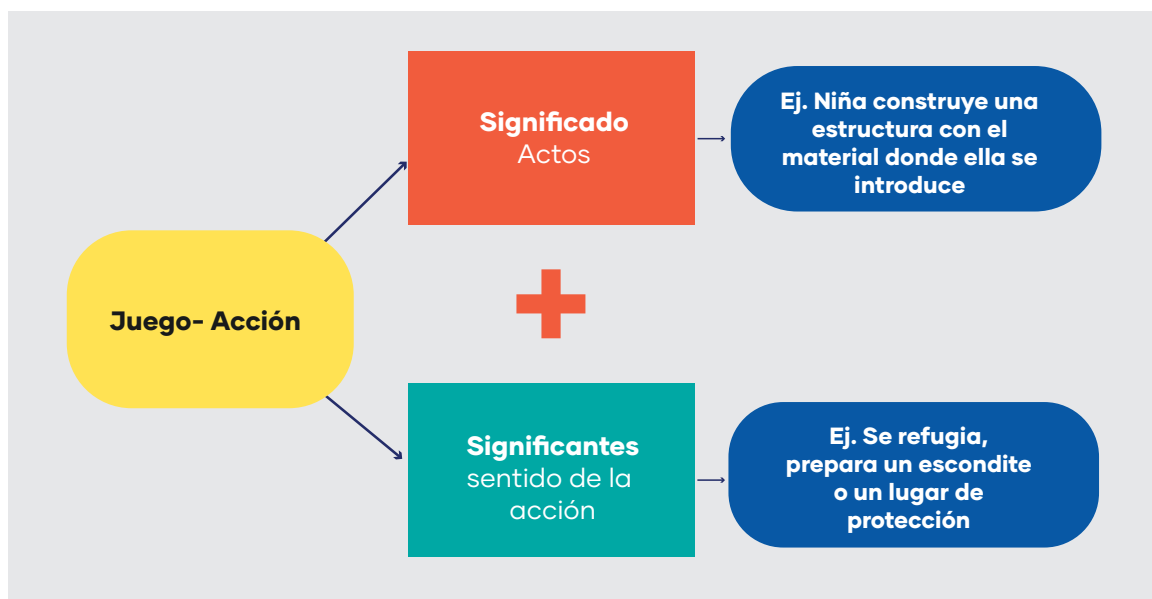 Juego- Acción
Significado
Actos
Ej. Niña construye una
estructura con el
material donde ella se
introduce
Significantes
sentido de la
acción
Ej. Se refugia,
prepara un escondite
o un lugar de
protección